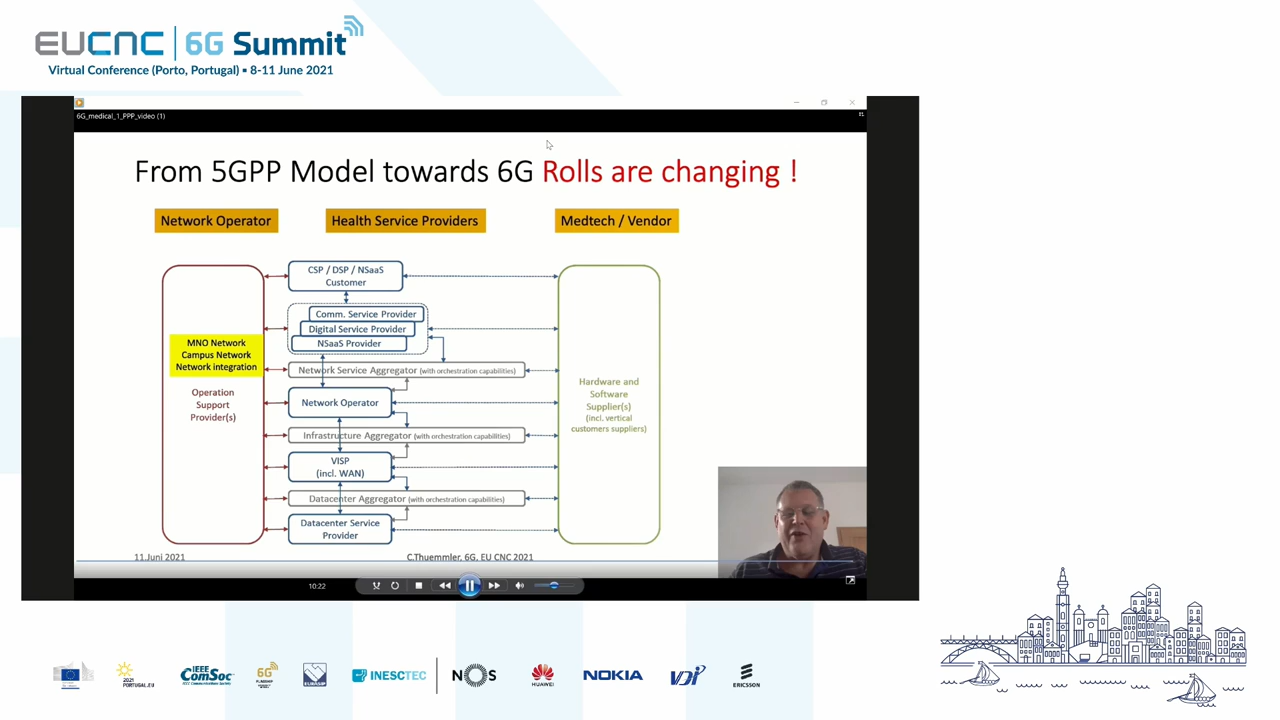 EUCNC | 6G Summit
Virtual Conference (Porto, Portugal) ▪ 8-11 June 2021
6G_medical_1_PPP_video (1)
From 5GPP Model towards 6G Rolls are changing !
Network Operator
Health Service Providers
Medtech / Vendor
CSP / DSP / NSaaS
Customer
Comm. Service Provider
Digital Service Provider
NSaaS Provider
MNO Network
Campus Network
Network integration
Operation
Support
Provider(s)
Network Service Aggregator (with orchestration capabilities)
Network Operator
Infrastructure Aggregator (with orchestration capabilities)
VISP
(incl. WAN)
Datacenter Aggregator (with orchestration capabilities)
Datacenter Service
Provider
Hardware and
Software
Supplier(s)
(incl. vertical
customers suppliers)
11.Juni 2021
C.Thuemmler, 6G, EU CNC 2021
10:22
2021
PORTUGAL.EU
IEEE
ComSoc
6G
FLAGSHIP
EURASIP
INESCTEC
NOS
HUAWEI
NOKIA
VDI
ERICSSON